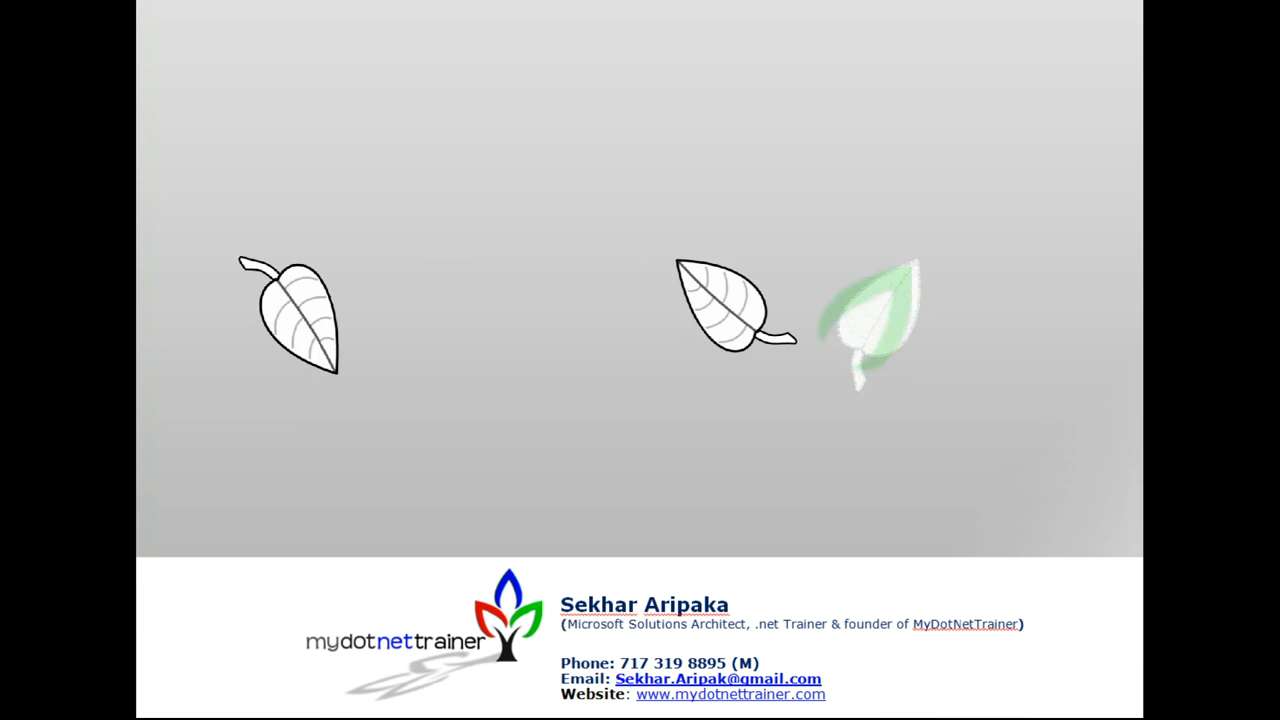 mydotnettrainer
Sekhar Aripaka
(Microsoft Solutions Architect, .net Trainer & founder of MyDotNetTrainer)
Phone: 717 319 8895 (M)
Email: Sekhar.Aripak@gmail.com
Website: www.mydotnettrainer.com